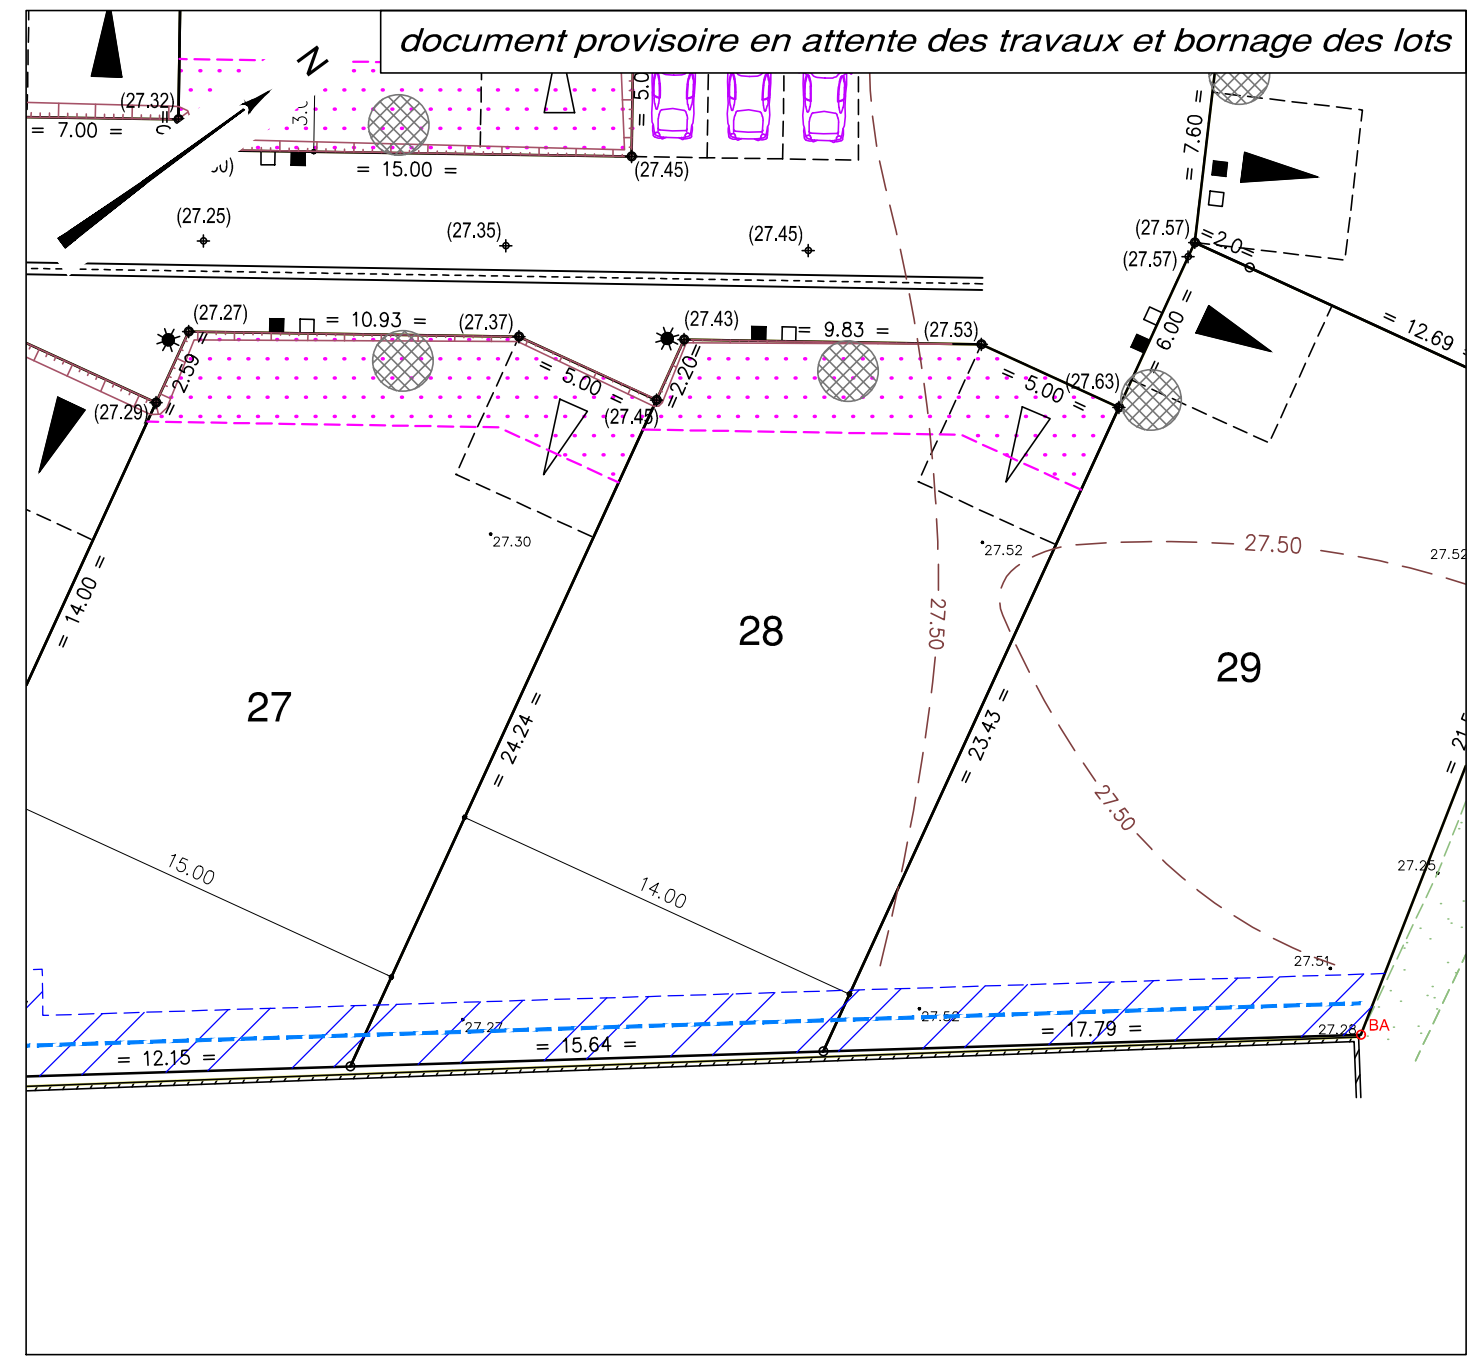 document provisoire en attente des travaux et bornage des lots
N
(27.32)
= 7.00 =
= 15.00 =
(27.45)
= 7.60 =
(27.25)
(27.35)
(27.45)
(27.57)
=2.0=
(27.57)
(27.27)
= 10.93 =
(27.37)
(27.43)
= 9.83 =
(27.53)
= 6.00 =
= 12.69 =
= 2.59 =
(27.29)
= 5.00 =
=2.20=
(27.45)
= 5.00 =
(27.63)
27.30
27.52
27.50
27.52
= 14.00 =
27.50
28
29
27
= 24.24 =
= 23.43 =
27.50
15.00
14.00
27.25
27.51
27.27
27.52
= 12.15 =
= 15.64 =
= 17.79 =
27.28
BA